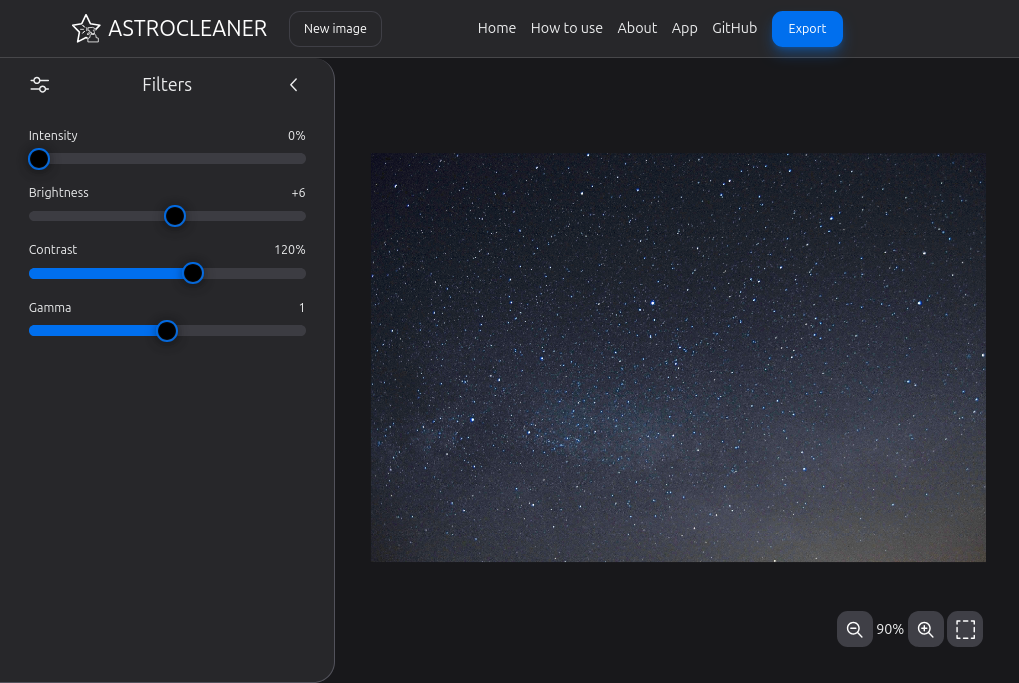 ASTROCLEANER New image Home How to use About App GitHub Export
Filters
Intensity 0%
Brightness +6
Contrast 120%
Gamma 1
90%